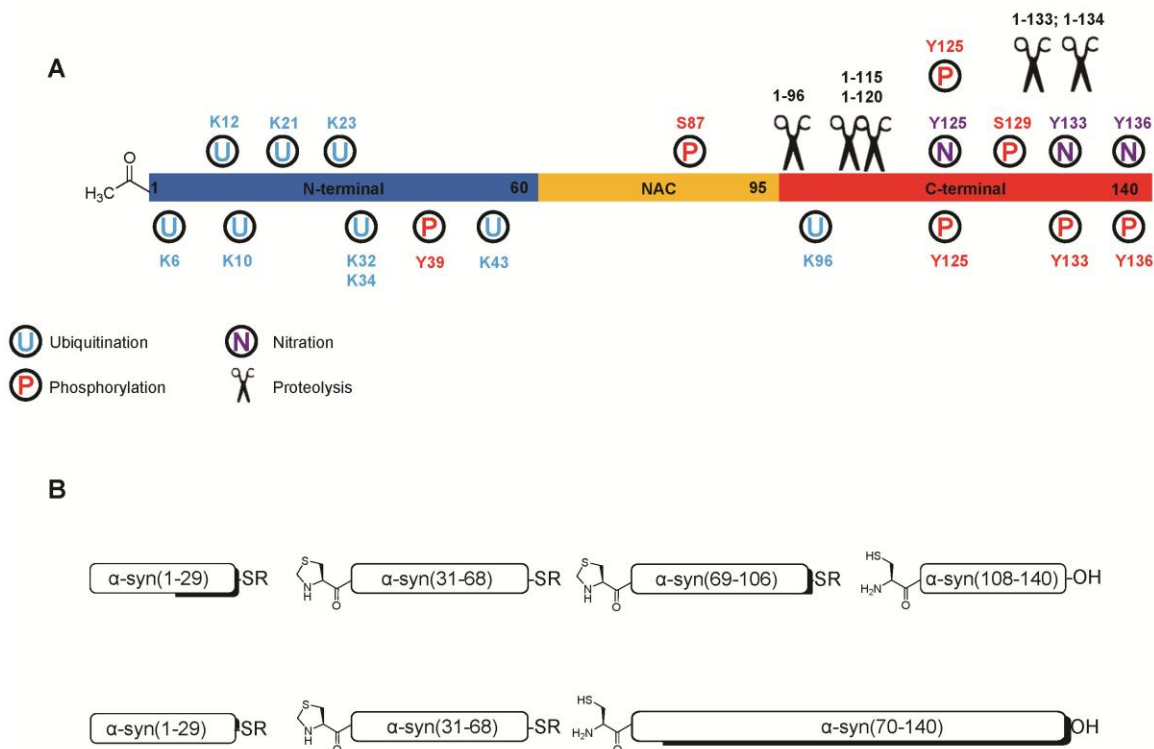 1-133; 1-134
Y125
A
P
1-115
1-96 1-120
K12 K21 K23 S87 Y125 S129 Y133 Y136
U U U P N P N N
O
H₃C
1 N-terminal 60 NAC 95 C-terminal 140
U U U P U U P P P
K6 K10 K32 Y39 K43 K96 Y125 Y133 Y136
K34
U Ubiquitination N Nitration
P Phosphorylation Proteolysis
B
α-syn(1-29) SR S NH O α-syn(31-68) SR S NH O α-syn(69-106) SR HS H₂N O α-syn(108-140) OH
α-syn(1-29) SR S NH O α-syn(31-68) SR HS H₂N O α-syn(70-140) OH